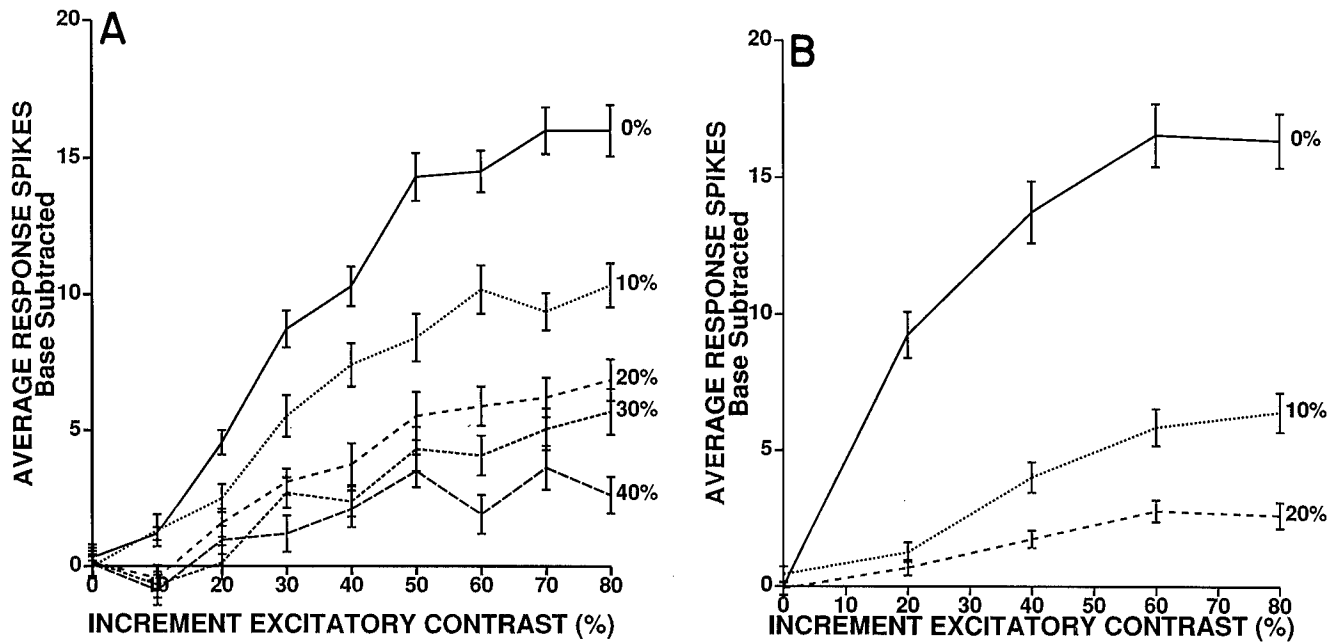 A
AVERAGE RESPONSE SPIKES
Base Subtracted
20
15
10
5
0
0%
10%
20%
30%
40%
0 10 20 30 40 50 60 70 80
INCREMENT EXCITATORY CONTRAST (%)
B
AVERAGE RESPONSE SPIKES
Base Subtracted
20
15
10
5
0
0%
10%
20%
0 10 20 30 40 50 60 70 80
INCREMENT EXCITATORY CONTRAST (%)